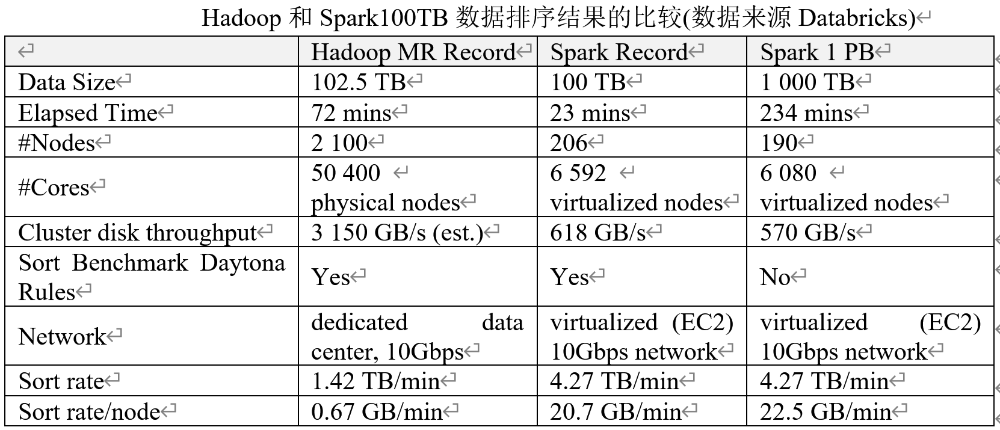 Hadoop 和 Spark100TB 数据排序结果的比较(数据来源 Databricks)↵
↵ Hadoop MR Record↵ Spark Record↵ Spark 1 PB↵
Data Size↵ 102.5 TB↵ 100 TB↵ 1 000 TB↵
Elapsed Time↵ 72 mins↵ 23 mins↵ 234 mins↵
#Nodes↵ 2 100↵ 206↵ 190↵
#Cores↵
50 400 ↵
physical nodes↵
6 592 ↵
virtualized nodes↵
6 080 ↵
virtualized nodes↵
Cluster disk throughput↵ 3 150 GB/s (est.)↵ 618 GB/s↵ 570 GB/s↵
Sort Benchmark Daytona
Rules↵
Yes↵ Yes↵ No↵
Network↵
dedicated data
center, 10Gbps↵
virtualized (EC2)
10Gbps network↵
virtualized (EC2)
10Gbps network↵
Sort rate↵ 1.42 TB/min↵ 4.27 TB/min↵ 4.27 TB/min↵
Sort rate/node↵ 0.67 GB/min↵ 20.7 GB/min↵ 22.5 GB/min↵